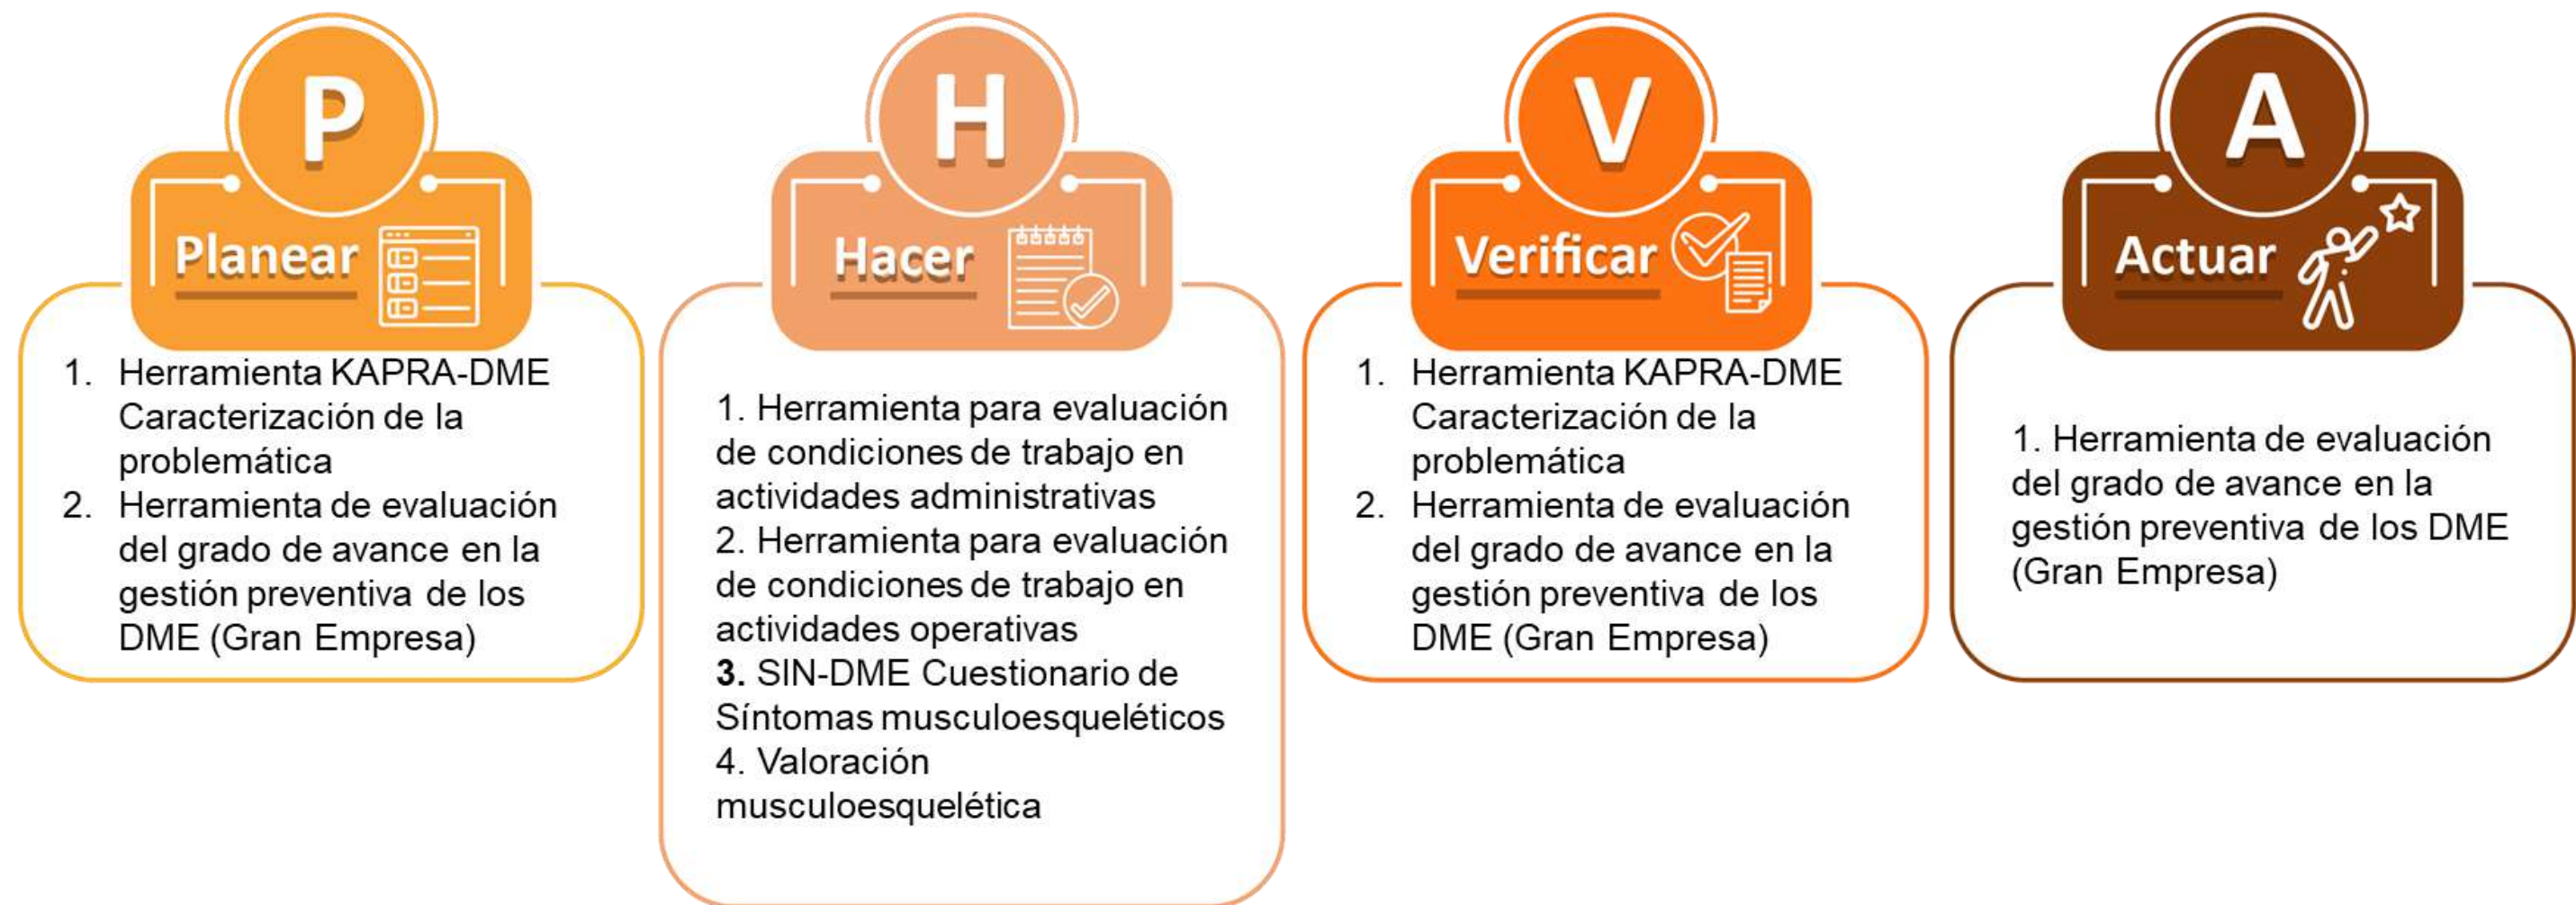 P
Planear
1. Herramienta KAPRA-DME
Caracterización de la
problemática
2. Herramienta de evaluación
del grado de avance en la
gestión preventiva de los
DME (Gran Empresa)
H
Hacer
1. Herramienta para evaluación
de condiciones de trabajo en
actividades administrativas
2. Herramienta para evaluación
de condiciones de trabajo en
actividades operativas
3. SIN-DME Cuestionario de
Síntomas musculoesqueléticos
4. Valoración
musculoesquelética
V
Verificar
1. Herramienta KAPRA-DME
Caracterización de la
problemática
2. Herramienta de evaluación
del grado de avance en la
gestión preventiva de los
DME (Gran Empresa)
A
Actuar
1. Herramienta de evaluación
del grado de avance en la
gestión preventiva de los DME
(Gran Empresa)